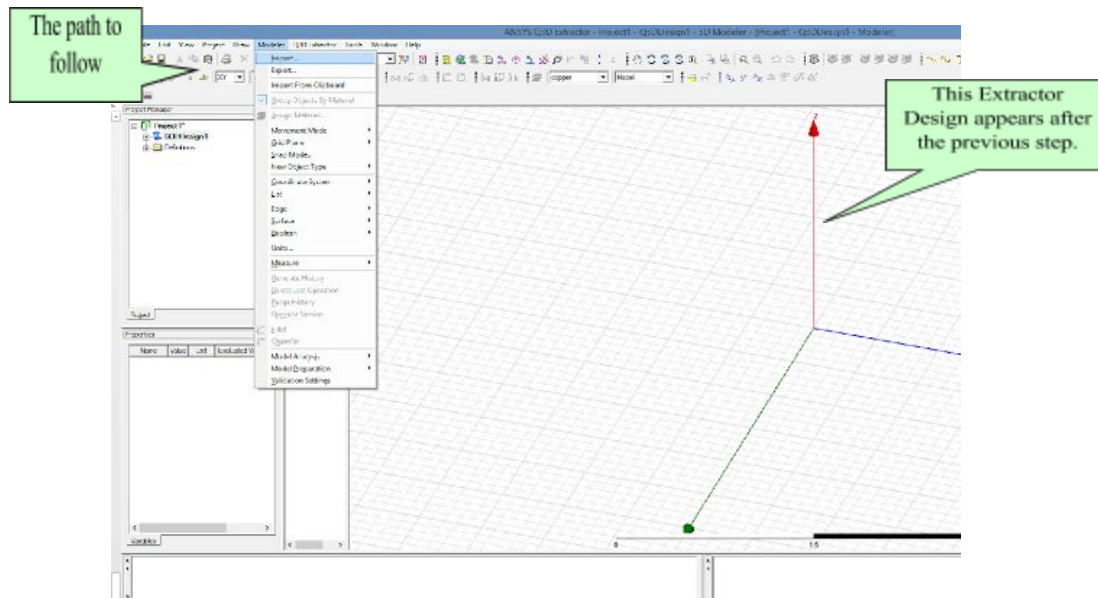 The path to
follow
ANSYS Q3D Extractor - Project1 - Q3DDesign1 - 3D Modeler - [Project1 - Q3DDesign1 - Modeler]
Edit View Project Draw Modeler Q3D Extractor Tools Window Help
Import...
Export...
Import From Clipboard
Group Objects By Material
Assign Material...
Movement Mode
Grid Plane
Snap Mode...
New Object Type
Coordinate System
List
Edge
Surface
Boolean
Units...
Measure
Generate History
Delete Last Operation
Purge History
Upgrade Version
Fillet
Chamfer
Model Analysis
Model Preparation
Validation Settings
XY
copper
Model
Project Manager
Project1*
Q3DDesign1
Definitions
Project
Properties
Name Value Unit Evaluated V
Variables
This Extractor
Design appears after
the previous step.
Z
0
1.5